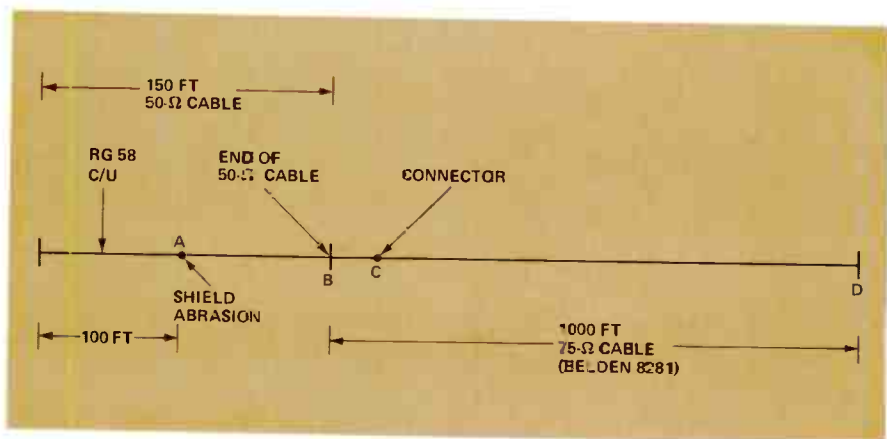 150 FT
50-Ω CABLE
RG 58
C/U
END OF
50-Ω CABLE
CONNECTOR
A
B
C
D
SHIELD
ABRASION
100 FT
1000 FT
75-Ω CABLE
(BELDEN 8281)